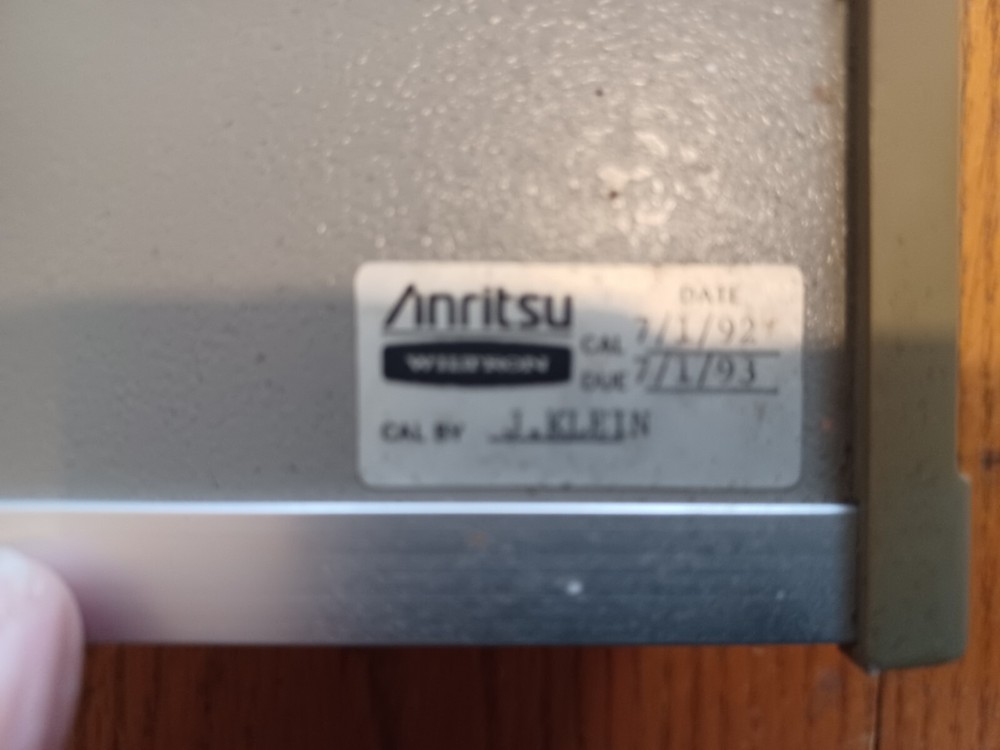 Anritsu
WILTRON
DATE
CAL 7/1/92
DUE 7/1/93
CAL BY J.KLEIN